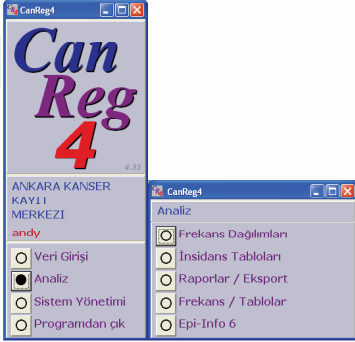 CanReg4
Can
Reg
4
4.33
ANKARA KANSER
KAYIT
MERKEZI
andy
Veri Girişi
Analiz
Sistem Yönetimi
Programdan çık
CanReg4
Analiz
Frekans Dağılımları
İnsidans Tabloları
Raporlar / Eksport
Frekans / Tablolar
Epi-Info 6